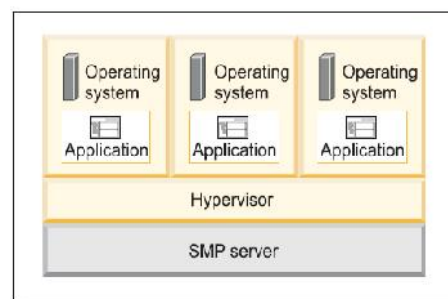 Operating
system
Application
Operating
system
Application
Operating
system
Application
Hypervisor
SMP server